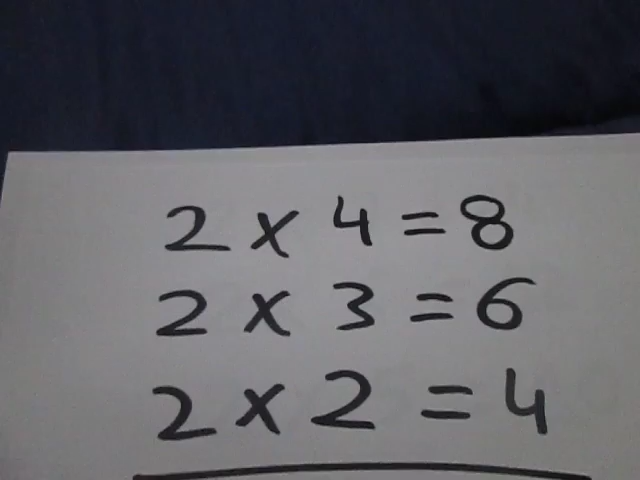 2 x 4 = 8
2 x 3 = 6
2 x 2 = 4